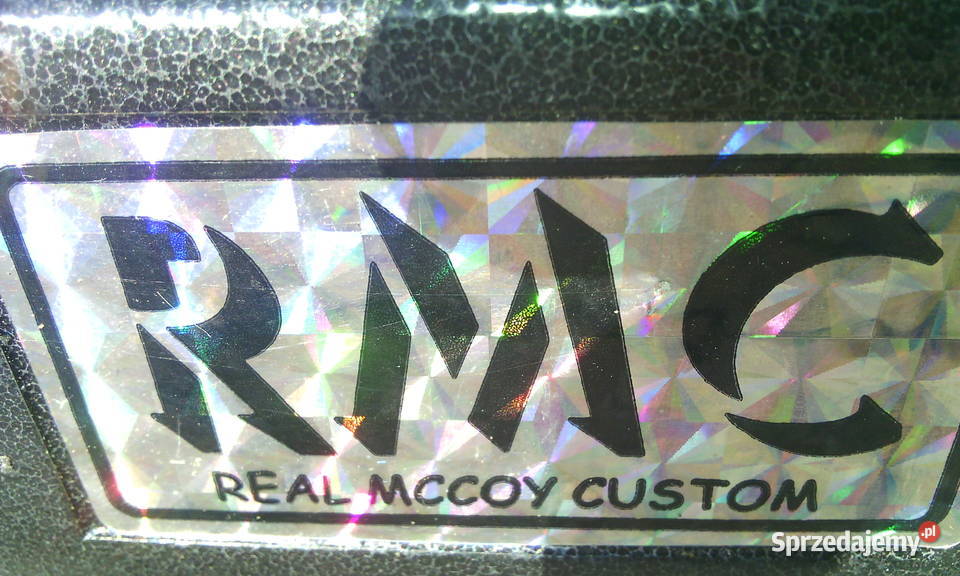 RMC
REAL MCCOY CUSTOM
Sprzedajemy.pl